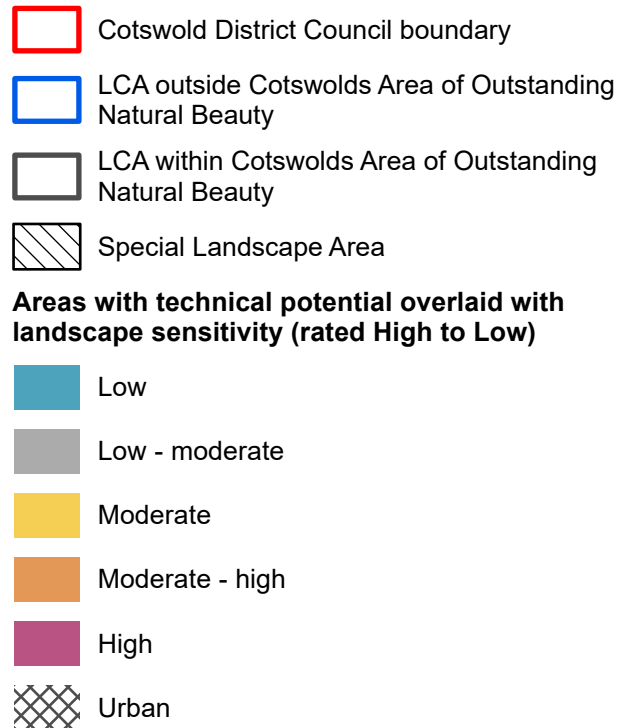 Cotswold District Council boundary
LCA outside Cotswolds Area of Outstanding
Natural Beauty
LCA within Cotswolds Area of Outstanding
Natural Beauty
Special Landscape Area
Areas with technical potential overlaid with
landscape sensitivity (rated High to Low)
Low
Low - moderate
Moderate
Moderate - high
High
Urban